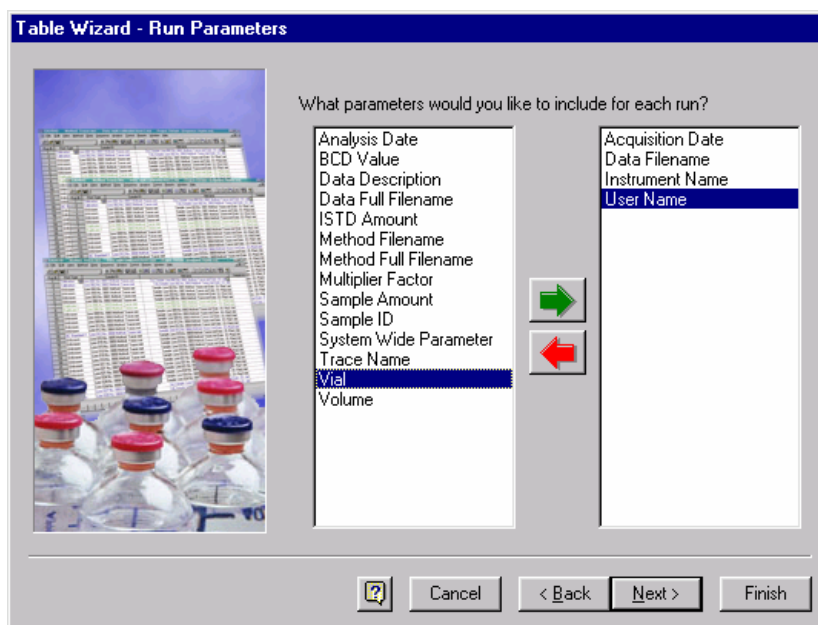 Table Wizard - Run Parameters
What parameters would you like to include for each run?
Analysis Date
BCD Value
Data Description
Data Full Filename
ISTD Amount
Method Filename
Method Full Filename
Multiplier Factor
Sample Amount
Sample ID
System Wide Parameter
Trace Name
Vial
Volume
Acquisition Date
Data Filename
Instrument Name
User Name
?
Cancel
< Back
Next >
Finish